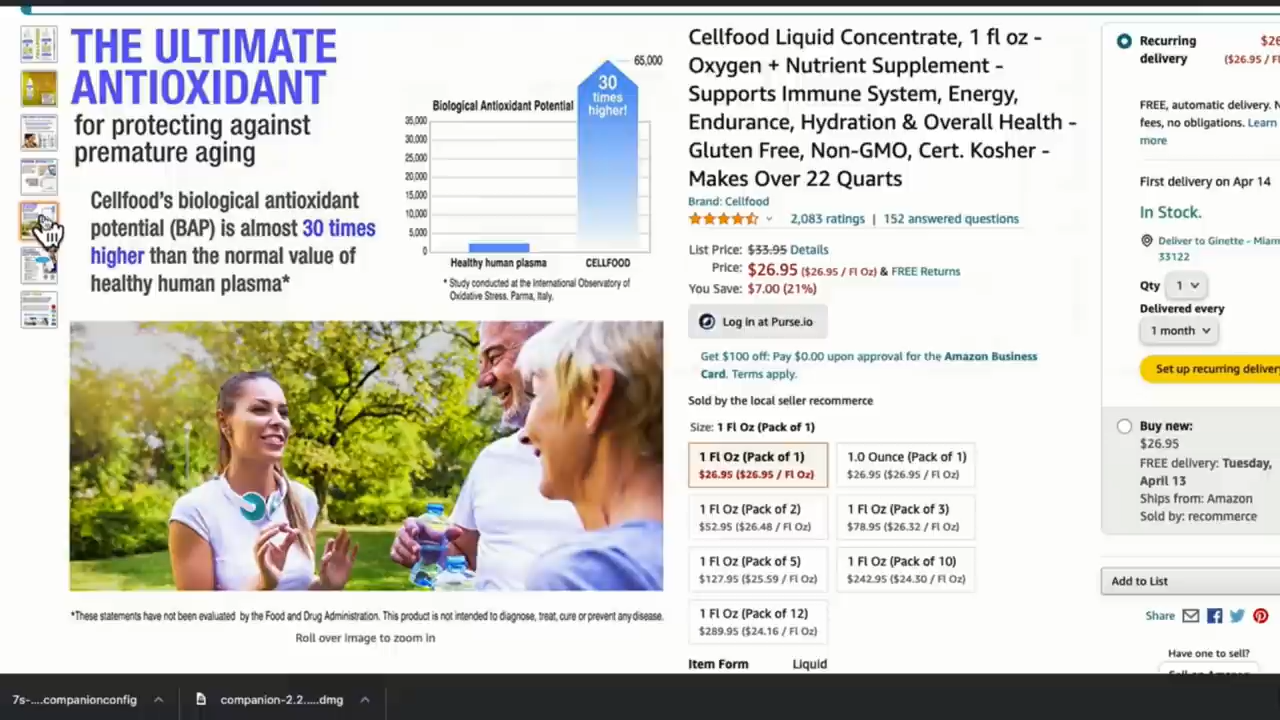 THE ULTIMATE
ANTIOXIDANT
for protecting against
premature aging
Cellfood's biological antioxidant
potential (BAP) is almost 30 times
higher than the normal value of
healthy human plasma*
65,000
30
times
higher!
Biological Antioxidant Potential
35,000
30,000
25,000
20,000
15,000
10,000
5,000
0
Healthy human plasma
CELLFOOD
* Study conducted at the International Observatory of
Oxidative Stress, Parma, Italy.
*These statements have not been evaluated by the Food and Drug Administration. This product is not intended to diagnose, treat, cure or prevent any disease.
Roll over image to zoom in
Cellfood Liquid Concentrate, 1 fl oz -
Oxygen + Nutrient Supplement -
Supports Immune System, Energy,
Endurance, Hydration & Overall Health -
Gluten Free, Non-GMO, Cert. Kosher -
Makes Over 22 Quarts
Brand: Cellfood
2,083 ratings | 152 answered questions
List Price: $33.95 Details
Price: $26.95 ($26.95 / Fl Oz) & FREE Returns
You Save: $7.00 (21%)
Log in at Purse.io
Get $100 off: Pay $0.00 upon approval for the Amazon Business
Card. Terms apply.
Sold by the local seller recommerce
Size: 1 Fl Oz (Pack of 1)
1 Fl Oz (Pack of 1)
$26.95 ($26.95 / Fl Oz)
1.0 Ounce (Pack of 1)
$26.95 ($26.95 / Fl Oz)
1 Fl Oz (Pack of 2)
$52.95 ($26.48 / Fl Oz)
1 Fl Oz (Pack of 3)
$78.95 ($26.32 / Fl Oz)
1 Fl Oz (Pack of 5)
$127.95 ($25.59 / Fl Oz)
1 Fl Oz (Pack of 10)
$242.95 ($24.30 / Fl Oz)
1 Fl Oz (Pack of 12)
$289.95 ($24.16 / Fl Oz)
Item Form Liquid
Recurring
delivery
$26
($26.95 / Fl
FREE, automatic delivery. N
fees, no obligations. Learn
more
First delivery on Apr 14
In Stock.
Deliver to Ginette - Miam
33122
Qty 1
Delivered every
1 month
Set up recurring delivery
Buy new:
$26.95
FREE delivery: Tuesday,
April 13
Ships from: Amazon
Sold by: recommerce
Add to List
Share
Have one to sell?
Sell on Amazon
7s-....companionconfig
companion-2.2.....dmg